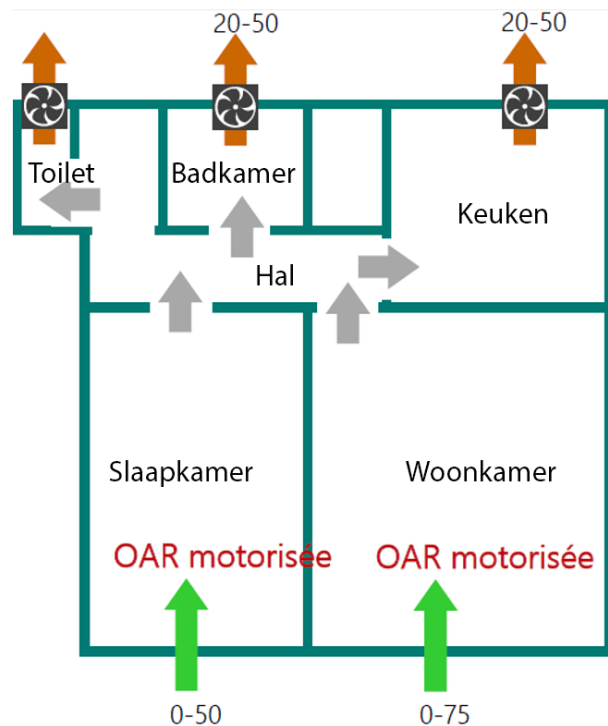 20-50
20-50
Toilet
Badkamer
Keuken
Hal
Slaapkamer
Woonkamer
OAR motorisée
OAR motorisée
0-50
0-75